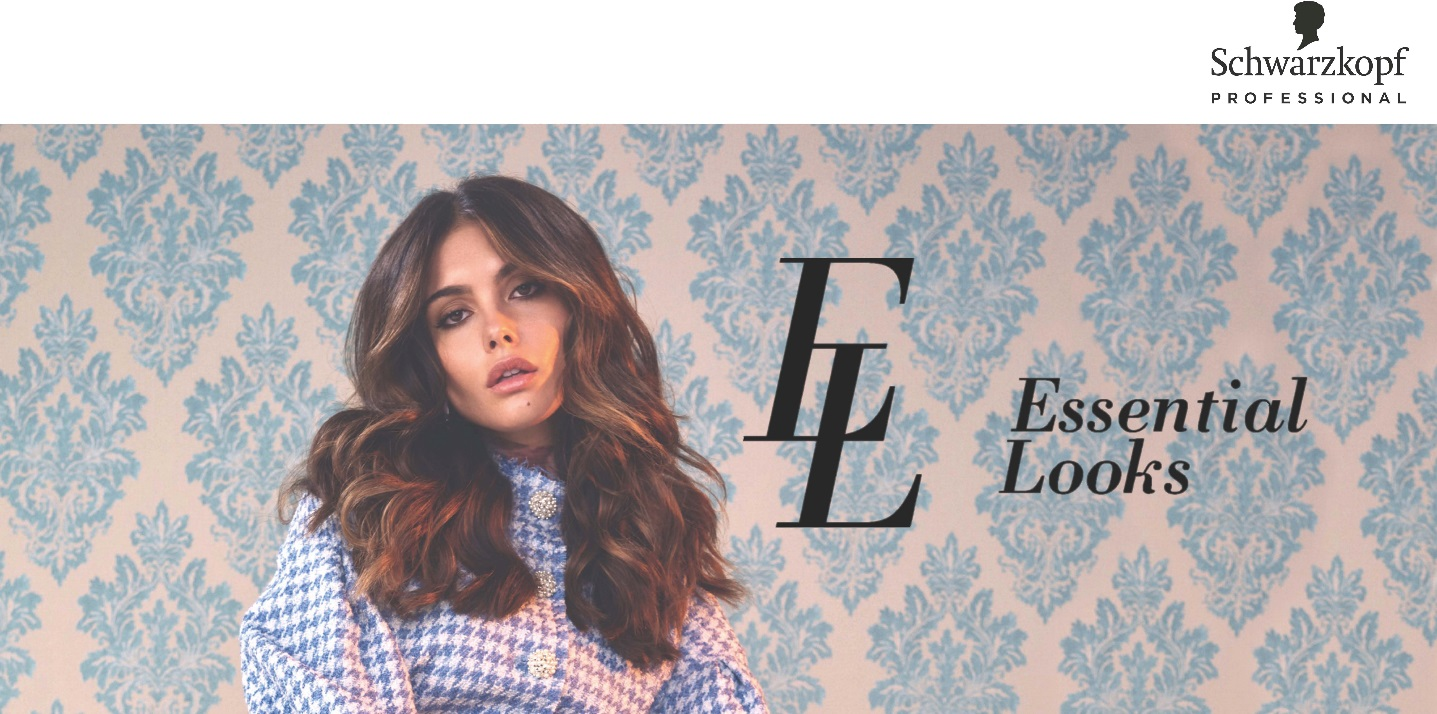 Schwarzkopf
PROFESSIONAL
EL
Essential
Looks